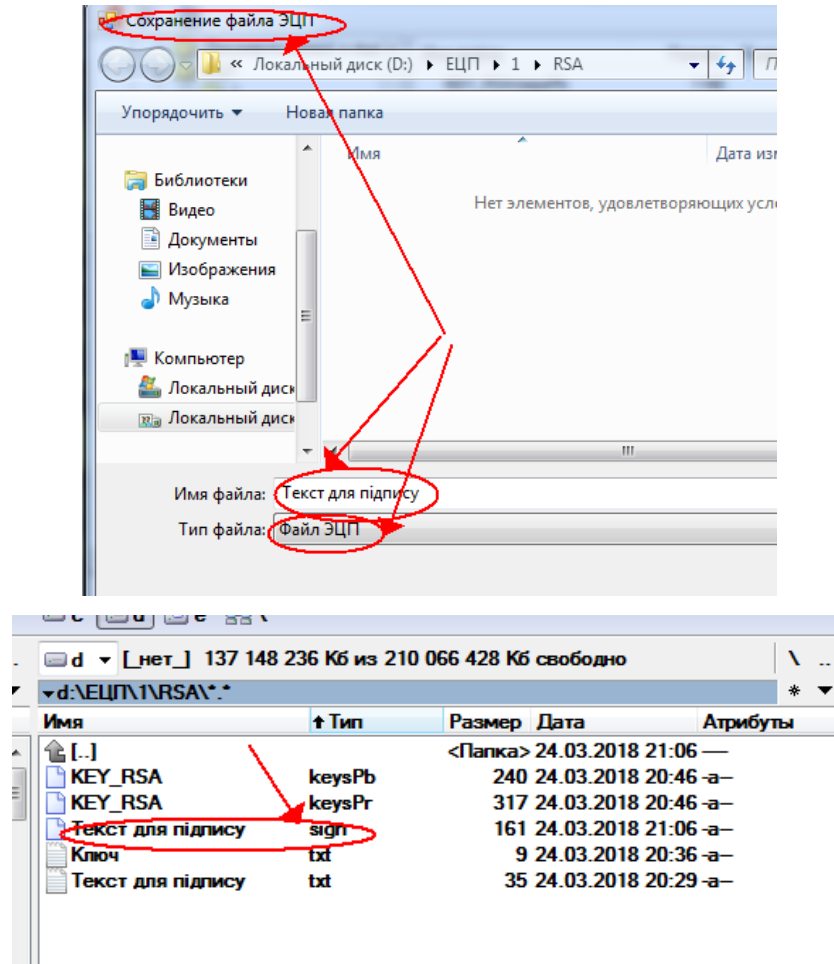 Сохранение файла ЭЦП
« Локальный диск (D:) ▸ ЕЦП ▸ 1 ▸ RSA
Упорядочить Новая папка
Имя Дата
Библиотеки
Нет элементов, удовлетворяющих
Видео
Документы
Изображения
Музыка
Компьютер
Локальный
Локальный
Имя файла: Текст для підпису
Тип файла: Файл ЭЦП
d [_нет_] 137 148 236 Кб из 210 066 428 Кб свободно \ ..
d:\ЕЦП\1\RSA\*.* *
Имя Тип Размер Дата Атрибуты
[..] <Папка> 24.03.2018 21:06 —
KEY_RSA keysPb 240 24.03.2018 20:46 -a--
KEY_RSA keysPr 317 24.03.2018 20:46 -a--
Текст для підпису sign 161 24.03.2018 21:06 -a--
Ключ txt 9 24.03.2018 20:36 -a--
Текст для підпису txt 35 24.03.2018 20:29 -a--